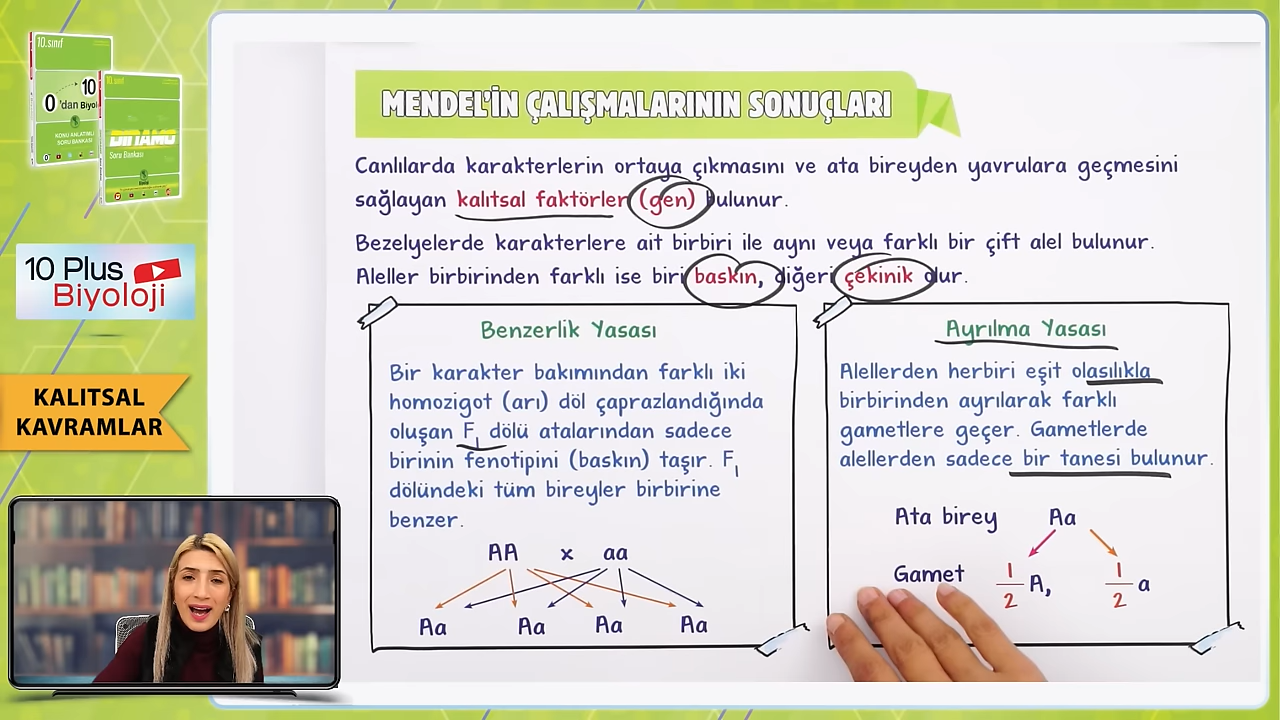 10.sınıf
0'dan 10
Biyol
KONU ANLATIMLI
SORU BANKASI
10.sınıf
DİNAMO
Soru Bankası
10 Plus
Biyoloji
KALITSAL
KAVRAMLAR
MENDEL'İN ÇALIŞMALARININ SONUÇLARI
Canlılarda karakterlerin ortaya çıkmasını ve ata bireyden yavrulara geçmesini
sağlayan kalıtsal faktörler (gen) bulunur.
Bezelyelerde karakterlere ait birbiri ile aynı veya farklı bir çift alel bulunur.
Aleller birbirinden farklı ise biri baskın, diğeri çekinik olur.
Benzerlik Yasası
Bir karakter bakımından farklı iki
homozigot (arı) döl çaprazlandığında
oluşan F₁ dölü atalarından sadece
birinin fenotipini (baskın) taşır. F₁
dölündeki tüm bireyler birbirine
benzer.
AA x aa
Aa Aa Aa Aa
Ayrılma Yasası
Alellerden herbiri eşit olasılıkla
birbirinden ayrılarak farklı
gametlere geçer. Gametlerde
alellerden sadece bir tanesi bulunur.
Ata birey Aa
Gamet 1/2 A, 1/2 a